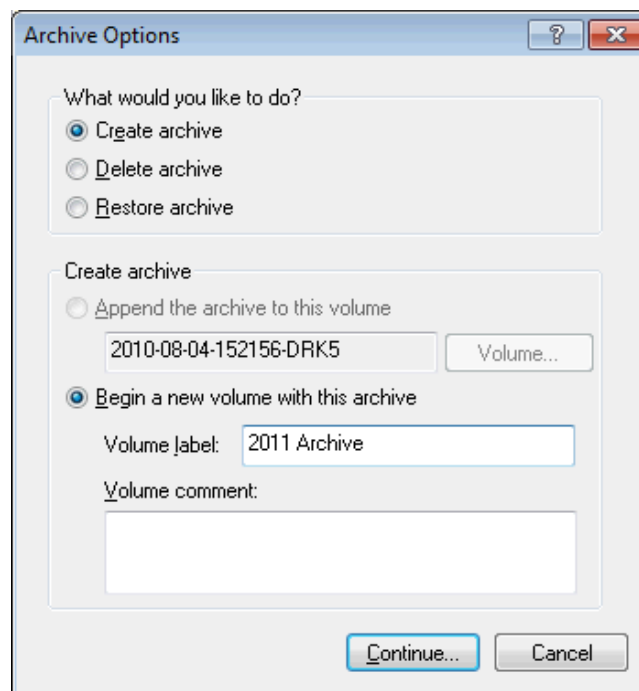 Archive Options
What would you like to do?
Create archive
Delete archive
Restore archive
Create archive
Append the archive to this volume
2010-08-04-152156-DRK5
Volume...
Begin a new volume with this archive
Volume label: 2011 Archive
Volume comment:
Continue... Cancel